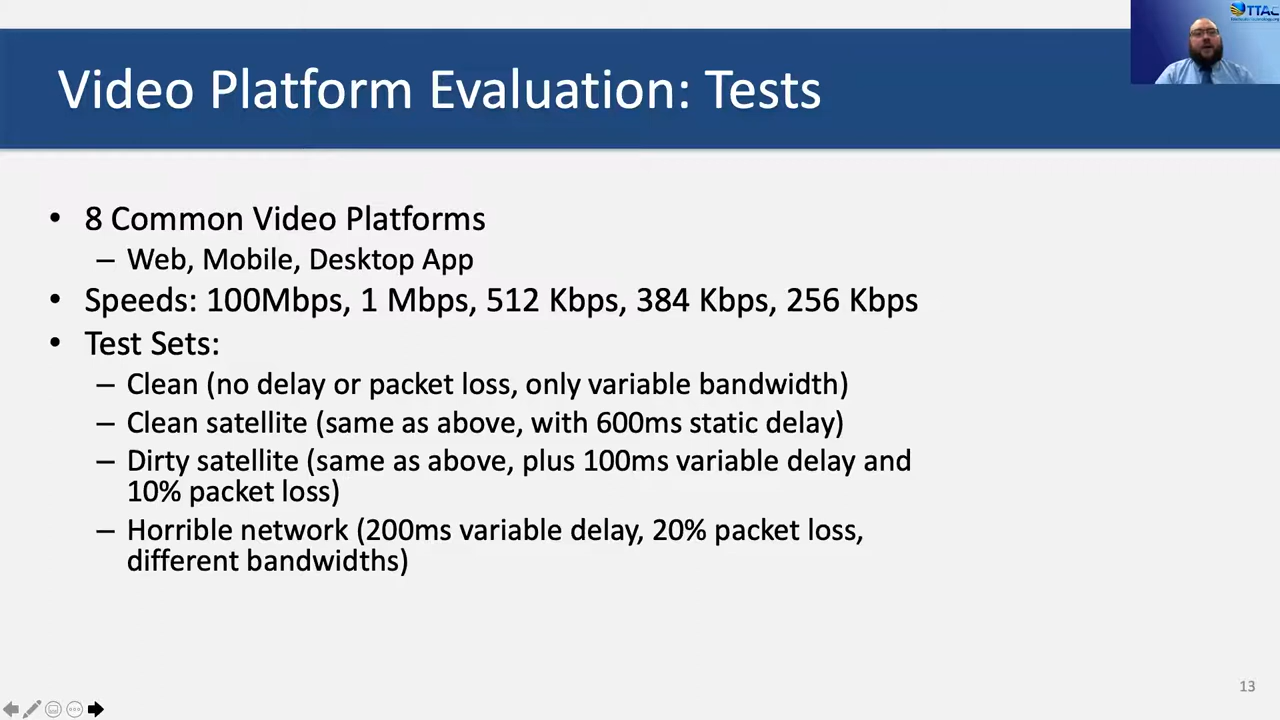 TTAC
Video Platform Evaluation: Tests
• 8 Common Video Platforms
– Web, Mobile, Desktop App
• Speeds: 100Mbps, 1 Mbps, 512 Kbps, 384 Kbps, 256 Kbps
• Test Sets:
– Clean (no delay or packet loss, only variable bandwidth)
– Clean satellite (same as above, with 600ms static delay)
– Dirty satellite (same as above, plus 100ms variable delay and
10% packet loss)
– Horrible network (200ms variable delay, 20% packet loss,
different bandwidths)
13